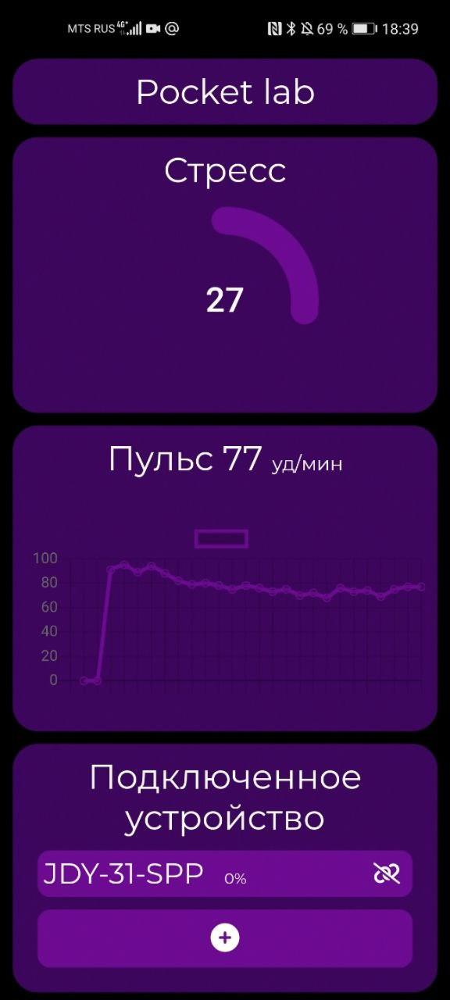 MTS RUS 4G+ 69 % 18:39
Pocket lab
Стресс
27
Пульс 77 уд/мин
100
80
60
40
20
0
Подключенное
устройство
JDY-31-SPP 0%